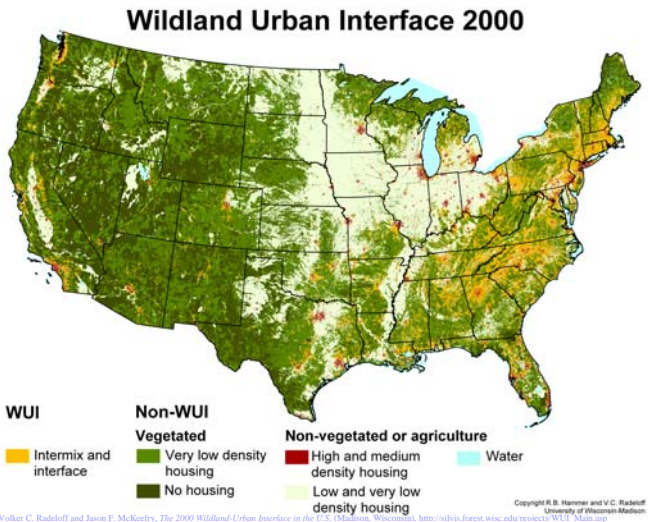 Wildland Urban Interface 2000
WUI
Intermix and
interface
Non-WUI
Vegetated
Very low density
housing
No housing
Non-vegetated or agriculture
High and medium
density housing
Low and very low
density housing
Water
Copyright R.B. Hammer and V.C. Radeloff
University of Wisconsin-Madison
Volker C. Radeloff and Jason F. McKeefry, The 2000 Wildland-Urban Interface in the U.S. (Madison, Wisconsin), http://silvis.forest.wisc.edu/projects/WUI_Main.asp